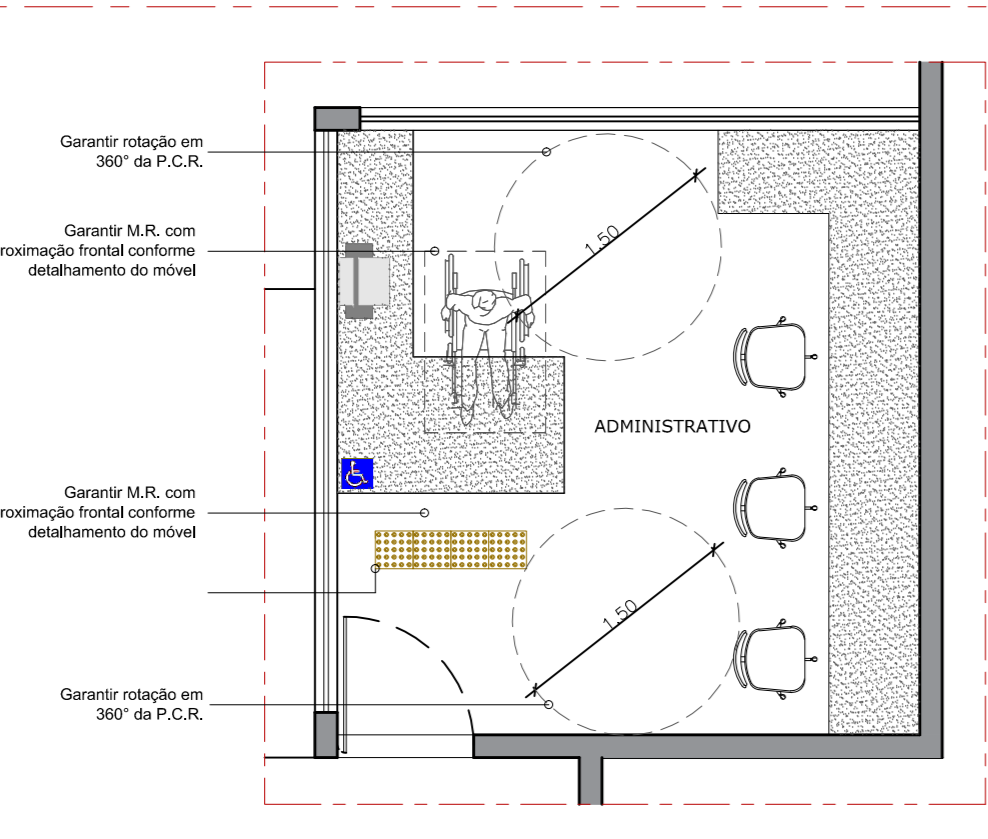 Garantir rotação em
360° da P.C.R.
Garantir M.R. com
roximação frontal conforme
detalhamento do móvel
1.50
ADMINISTRATIVO
Garantir M.R. com
roximação frontal conforme
detalhamento do móvel
1.50
Garantir rotação em
360° da P.C.R.